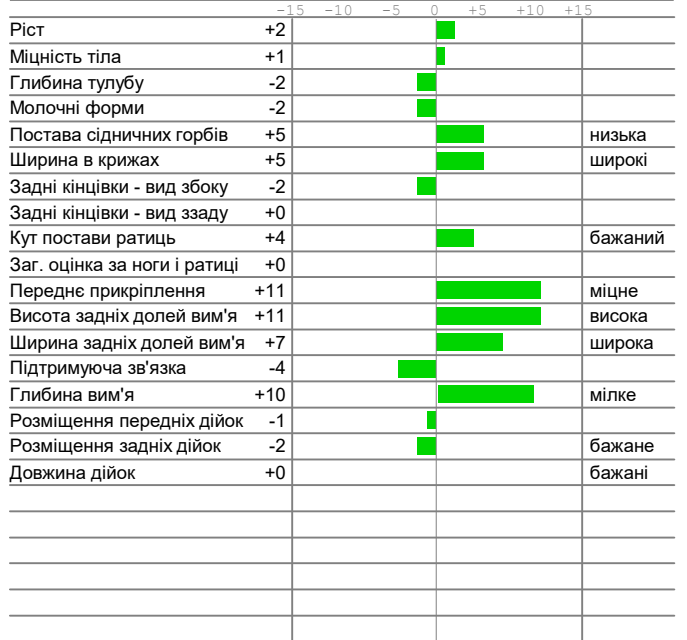 -15 -10 -5 0 +5 +10 +15
Ріст +2
Міцність тіла +1
Глибина тулубу -2
Молочні форми -2
Постава сідничних горбів +5 низька
Ширина в крижах +5 широкі
Задні кінцівки - вид збоку -2
Задні кінцівки - вид ззаду +0
Кут постави ратиць +4 бажаний
Заг. оцінка за ноги і ратиці +0
Переднє прикріплення +11 міцне
Висота задніх долей вим'я +11 висока
Ширина задніх долей вим'я +7 широка
Підтримуюча зв'язка -4
Глибина вим'я +10 мілке
Розміщення передніх дійок -1
Розміщення задніх дійок -2 бажане
Довжина дійок +0 бажані